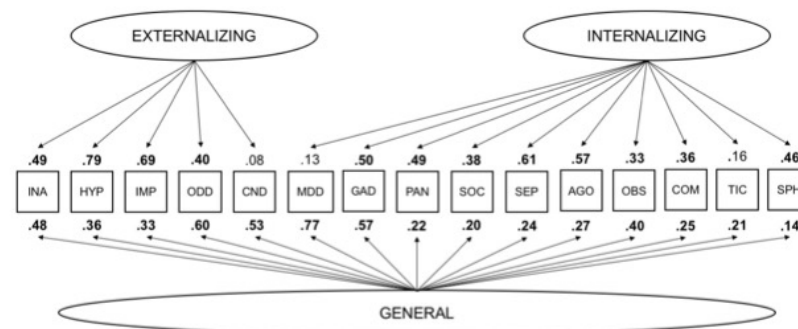 EXTERNALIZING INTERNALIZING
.49 .79 .69 .40 .08 .13 .50 .49 .38 .61 .57 .33 .36 .16 .46
INA HYP IMP ODD CND MDD GAD PAN SOC SEP AGO OBS COM TIC SPH
.48 .36 .33 .60 .53 .77 .57 .22 .20 .24 .27 .40 .25 .21 .14
GENERAL